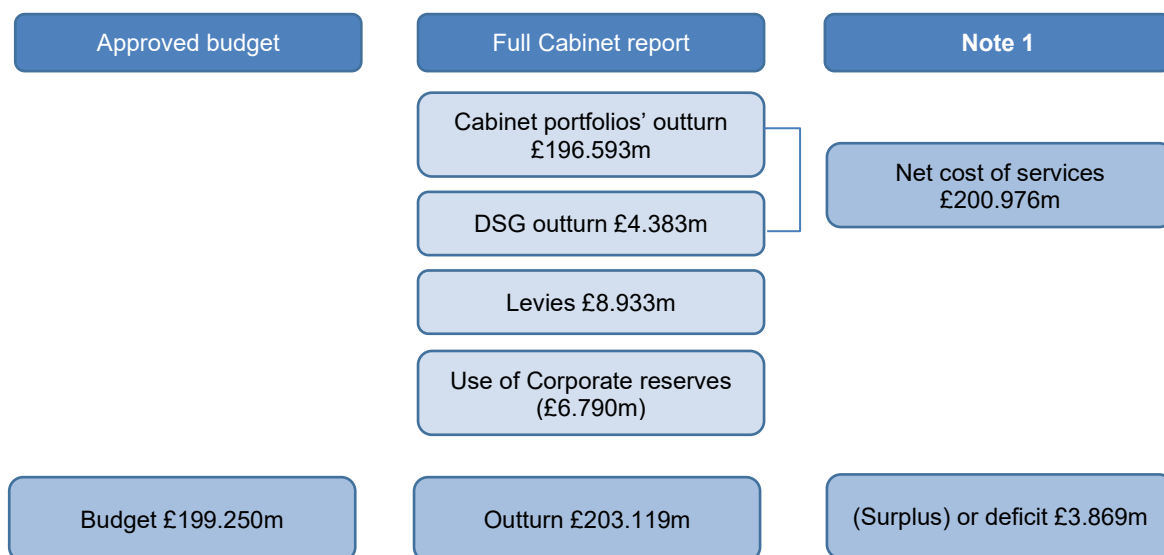 Approved budget
Full Cabinet report
Note 1
Cabinet portfolios’ outturn
£196.593m
Net cost of services
£200.976m
DSG outturn £4.383m
Levies £8.933m
Use of Corporate reserves
(£6.790m)
Budget £199.250m
Outturn £203.119m
(Surplus) or deficit £3.869m